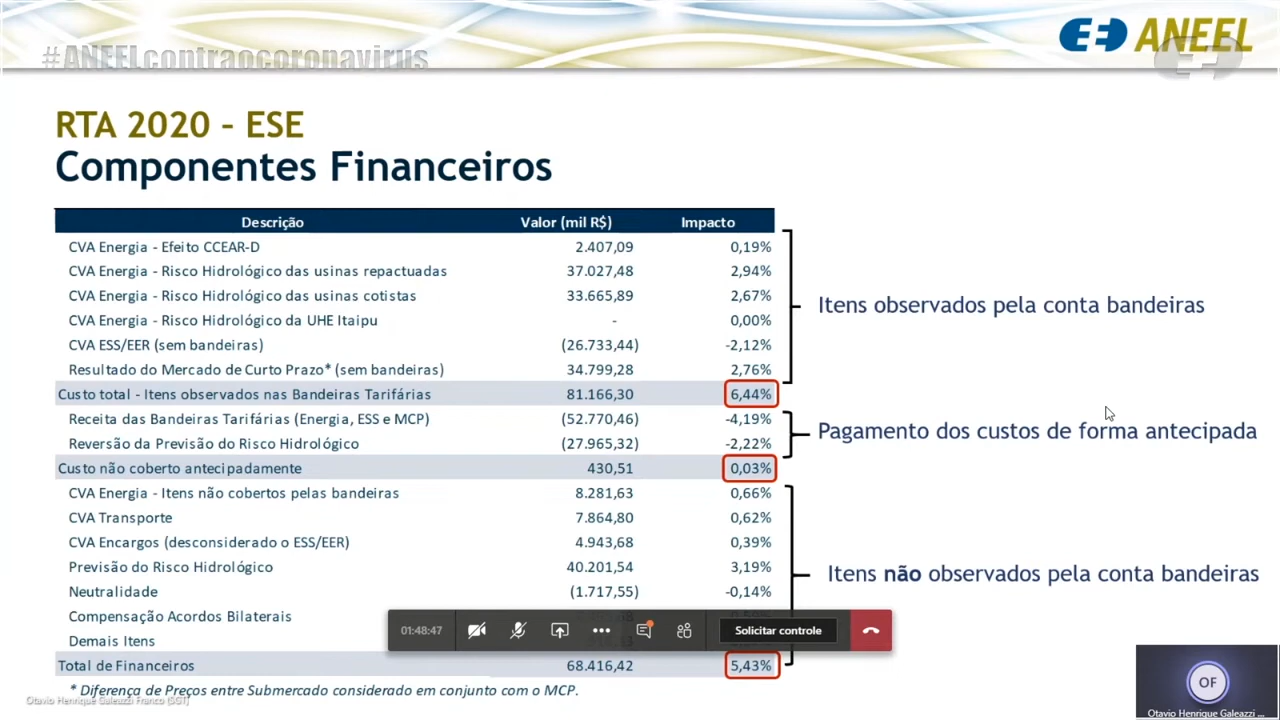 #ANEELcontraocoronavirus
ANEEL
RTA 2020 – ESE
Componentes Financeiros
Descrição Valor (mil R$) Impacto
CVA Energia - Efeito CCEAR-D 2.407,09 0,19%
CVA Energia - Risco Hidrológico das usinas repactuadas 37.027,48 2,94%
CVA Energia - Risco Hidrológico das usinas cotistas 33.665,89 2,67%
CVA Energia - Risco Hidrológico da UHE Itaipu - 0,00%
CVA ESS/EER (sem bandeiras) (26.733,44) -2,12%
Resultado do Mercado de Curto Prazo* (sem bandeiras) 34.799,28 2,76%
Custo total - Itens observados nas Bandeiras Tarifárias 81.166,30 6,44%
Receita das Bandeiras Tarifárias (Energia, ESS e MCP) (52.770,46) -4,19%
Reversão da Previsão do Risco Hidrológico (27.965,32) -2,22%
Custo não coberto antecipadamente 430,51 0,03%
CVA Energia - Itens não cobertos pelas bandeiras 8.281,63 0,66%
CVA Transporte 7.864,80 0,62%
CVA Encargos (desconsiderado o ESS/EER) 4.943,68 0,39%
Previsão do Risco Hidrológico 40.201,54 3,19%
Neutralidade (1.717,55) -0,14%
Compensação Acordos Bilaterais
Demais Itens
Total de Financeiros 68.416,42 5,43%
* Diferença de Preços entre Submercado considerado em conjunto com o MCP.
Itens observados pela conta bandeiras
Pagamento dos custos de forma antecipada
Itens não observados pela conta bandeiras
01:48:47
Solicitar controle
Otavio Henrique Galeazzi Franco (SGT)
OF
Otavio Henrique Galeazzi ...